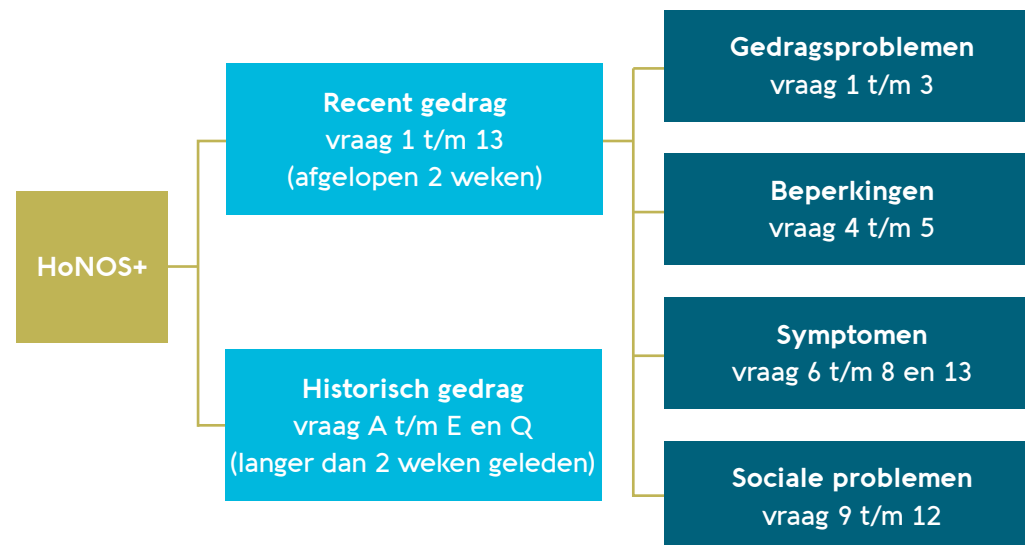 HoNOS+
Recent gedrag
vraag 1 t/m 13
(afgelopen 2 weken)
Historisch gedrag
vraag A t/m E en Q
(langer dan 2 weken geleden)
Gedragsproblemen
vraag 1 t/m 3
Beperkingen
vraag 4 t/m 5
Symptomen
vraag 6 t/m 8 en 13
Sociale problemen
vraag 9 t/m 12